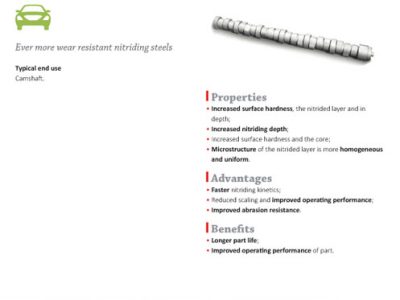 Ever more wear resistant nitriding steels
Typical end use
Camshaft.
Properties
• Increased surface hardness, the nitrided layer and in
depth;
• Increased nitriding depth;
• Increased surface hardness and the core;
• Microstructure of the nitrided layer is more homogeneous
and uniform.
Advantages
• Faster nitriding kinetics;
• Reduced scaling and improved operating performance;
• Improved abrasion resistance.
Benefits
• Longer part life;
• Improved operating performance of part.